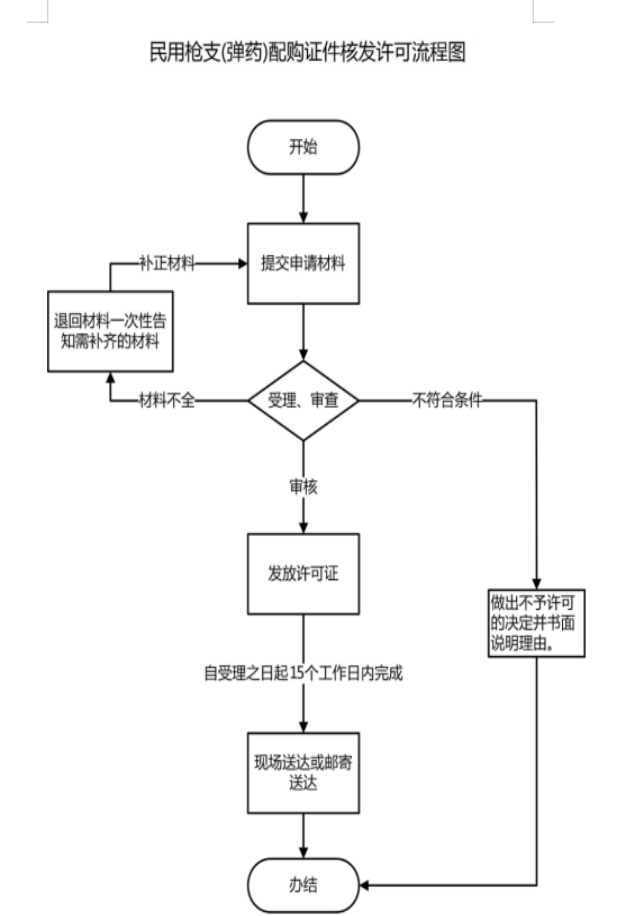 民用枪支(弹药)配购证件核发许可流程图
开始
补正材料
提交申请材料
退回材料一次性告
知需补齐的材料
材料不全
受理、审查
不符合条件
审核
发放许可证
做出不予许可
的决定并书面
说明理由。
自受理之日起15个工作日内完成
现场送达或邮寄
送达
办结